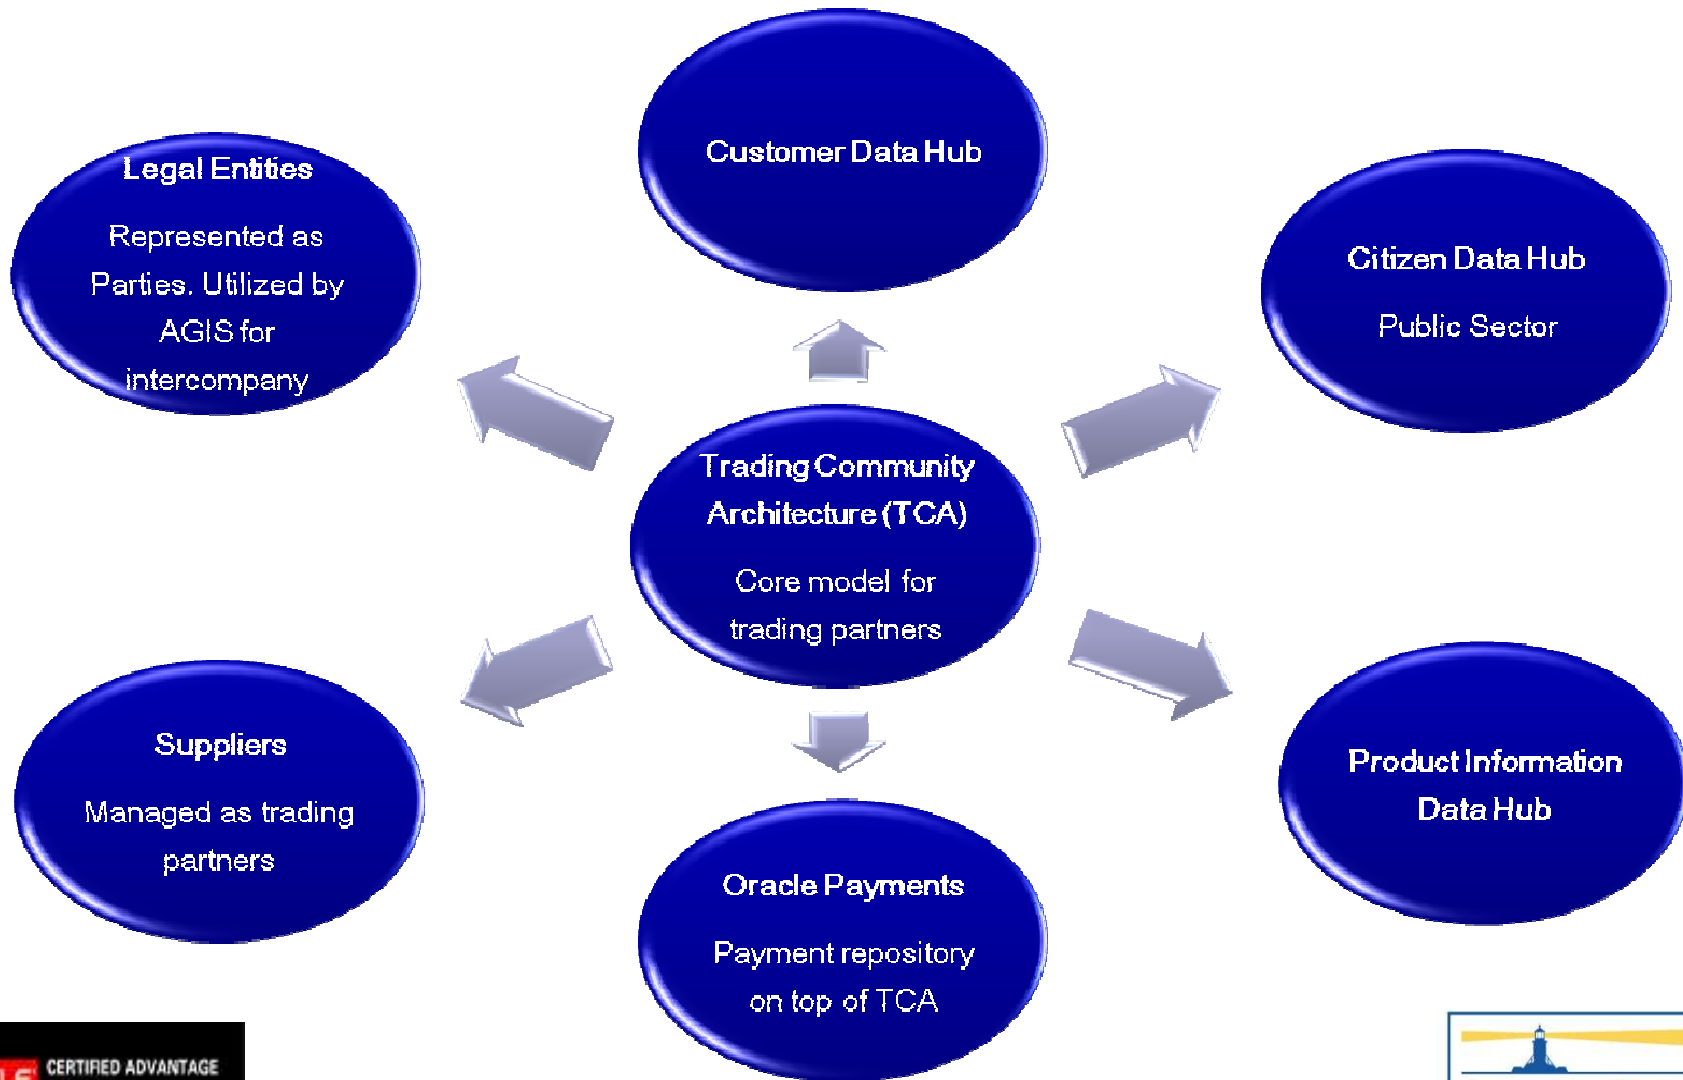 Customer Data Hub
Legal Entities
Represented as
Parties. Utilized by
AGIS for
intercompany
Citizen Data Hub
Public Sector
Trading Community
Architecture (TCA)
Core model for
trading partners
Suppliers
Managed as trading
partners
Product Information
Data Hub
Oracle Payments
Payment repository
on top of TCA
CERTIFIED ADVANTAGE